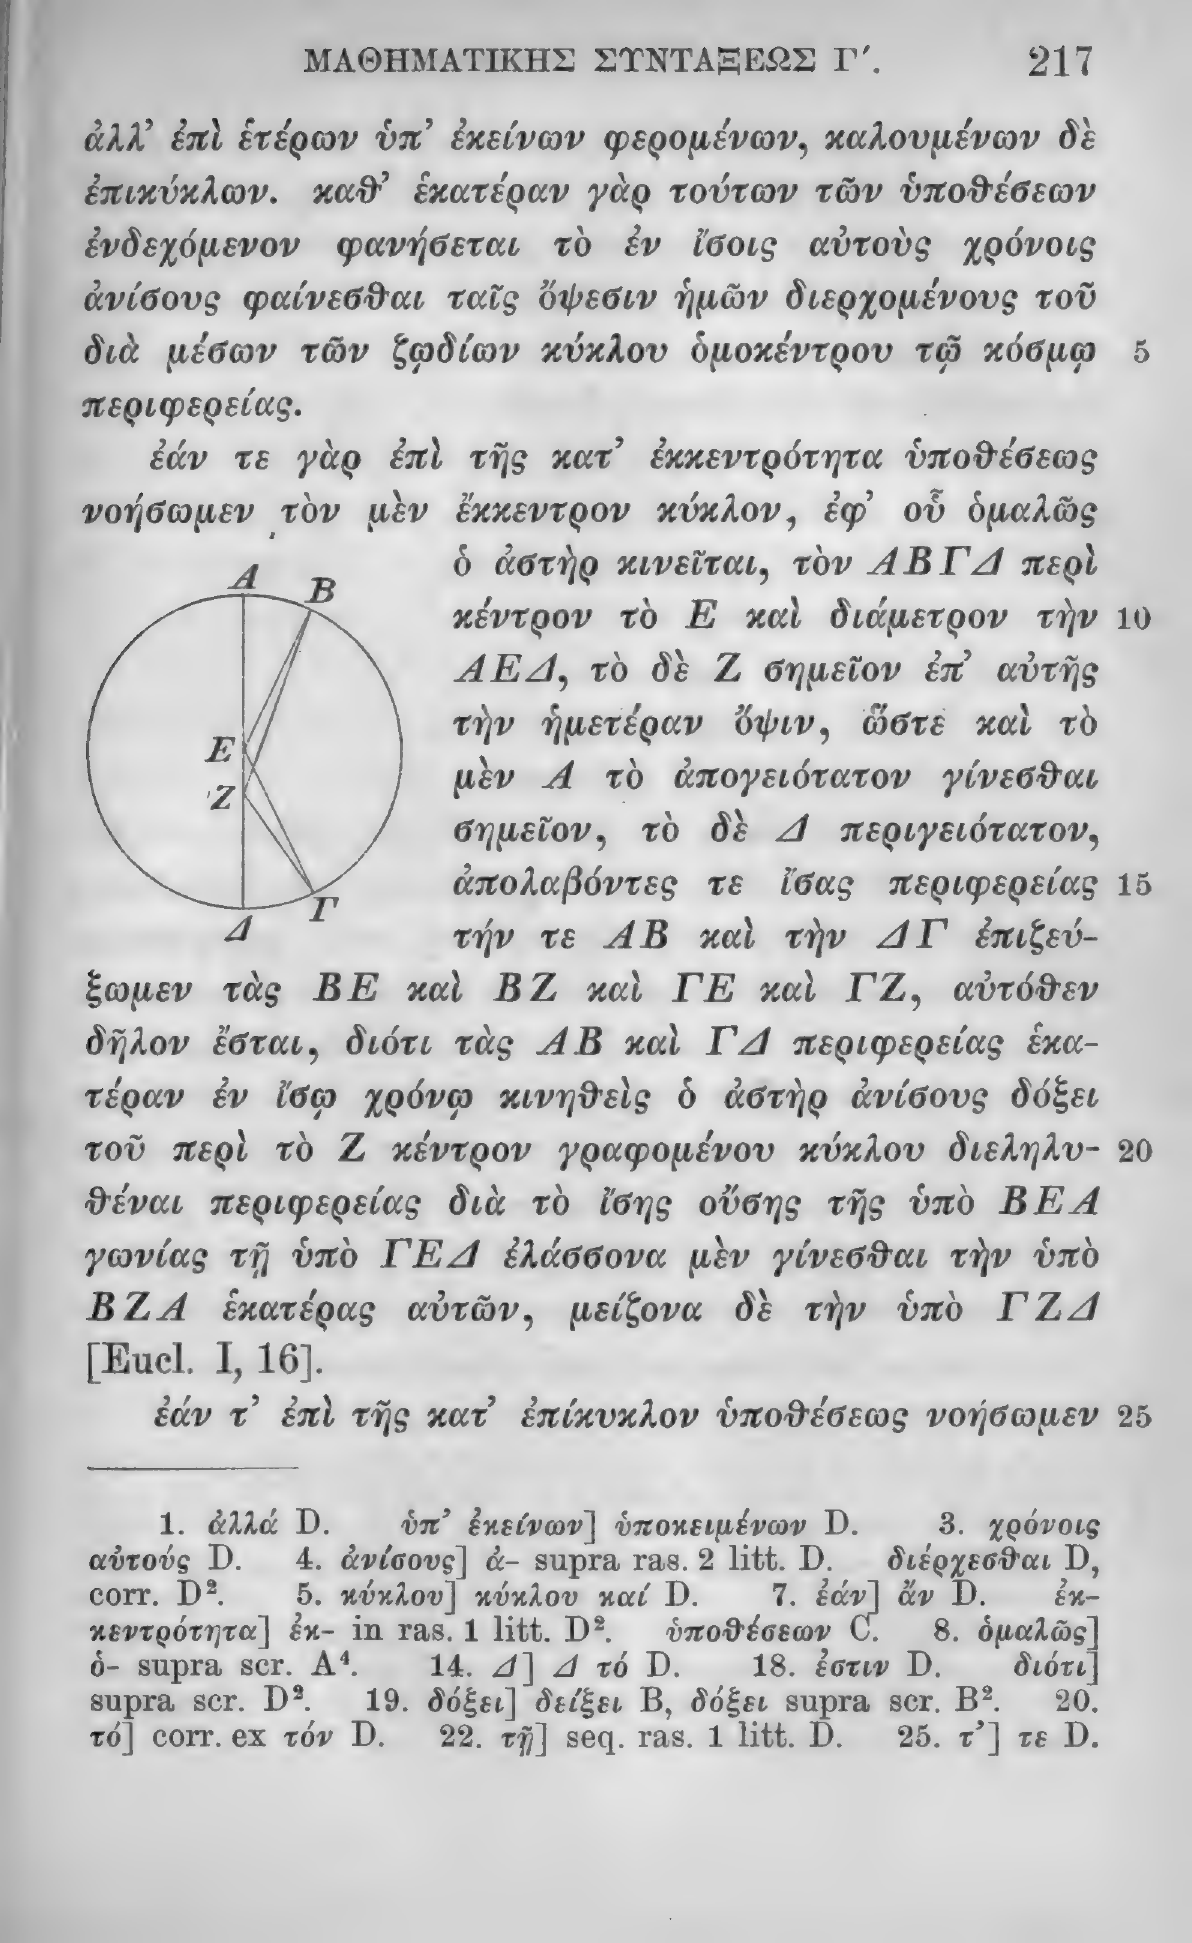 ΜΑΘΗΜΑΤΙΚΗΣ ΣΥΝΤΑΞΕΩΣ Γ′. 217
ἀλλ’ ἐπὶ ἑτέρων ὑπ’ ἐκείνων φερομένων, καλουμένων δὲ
ἐπικύκλων. καθ’ ἑκατέραν γὰρ τούτων τῶν ὑποθέσεων
ἐνδεχόμενον φανήσεται τὸ ἐν ἴσοις αὐτοὺς χρόνοις
ἀνίσους φαίνεσθαι ταῖς ὄψεσιν ἡμῶν διερχομένους τοῦ
διὰ μέσων τῶν ζῳδίων κύκλου ὁμοκέντρου τῷ κόσμῳ 5
περιφερείας.
ἐάν τε γὰρ ἐπὶ τῆς κατ’ ἐκκεντρότητα ὑποθέσεως
νοήσωμεν τὸν μὲν ἔκκεντρον κύκλον, ἐφ’ οὗ ὁμαλῶς
ὁ ἀστὴρ κινεῖται, τὸν ΑΒΓΔ περὶ
κέντρον τὸ Ε καὶ διάμετρον τὴν 10
ΑΕΔ, τὸ δὲ Ζ σημεῖον ἐπ’ αὐτῆς
τὴν ἡμετέραν ὄψιν, ὥστε καὶ τὸ
μὲν Α τὸ ἀπογειότατον γίνεσθαι
σημεῖον, τὸ δὲ Δ περιγειότατον,
ἀπολαβόντες τε ἴσας περιφερείας 15
τήν τε ΑΒ καὶ τὴν ΔΓ ἐπιζεύ-
Α
Β
Ε
Ζ
Γ
Δ
ξωμεν τὰς ΒΕ καὶ ΒΖ καὶ ΓΕ καὶ ΓΖ, αὐτόθεν
δῆλον ἔσται, διότι τὰς ΑΒ καὶ ΓΔ περιφερείας ἑκα-
τέραν ἐν ἴσῳ χρόνῳ κινηθεὶς ὁ ἀστὴρ ἀνίσους δόξει
τοῦ περὶ τὸ Ζ κέντρον γραφομένου κύκλου διεληλυ- 20
θέναι περιφερείας διὰ τὸ ἴσης οὔσης τῆς ὑπὸ ΒΕΑ
γωνίας τῇ ὑπὸ ΓΕΔ ἐλάσσονα μὲν γίνεσθαι τὴν ὑπὸ
ΒΖΑ ἑκατέρας αὐτῶν, μείζονα δὲ τὴν ὑπὸ ΓΖΔ
[Eucl. I, 16].
ἐάν τ’ ἐπὶ τῆς κατ’ ἐπίκυκλον ὑποθέσεως νοήσωμεν 25
1. ἀλλά D. ὑπ’ ἐκείνων] ὑποκειμένων D. 3. χρόνοις
αὐτούς D. 4. ἀνίσους] ἀ- supra ras. 2 litt. D. διέρχεσθαι D,
corr. D². 5. κύκλου] κύκλου καί D. 7. ἐάν] ἄν D. ἐκ-
κεντρότητα] ἐκ- in ras. 1 litt. D². ὑποθέσεων C. 8. ὁμαλῶς]
ὁ- supra scr. A⁴. 14. Δ] Δ τό D. 18. ἐστιν D. διότι]
supra scr. D². 19. δόξει] δείξει B, δόξει supra scr. B². 20.
τό] corr. ex τόν D. 22. τῇ] seq. ras. 1 litt. D. 25. τ’] τε D.